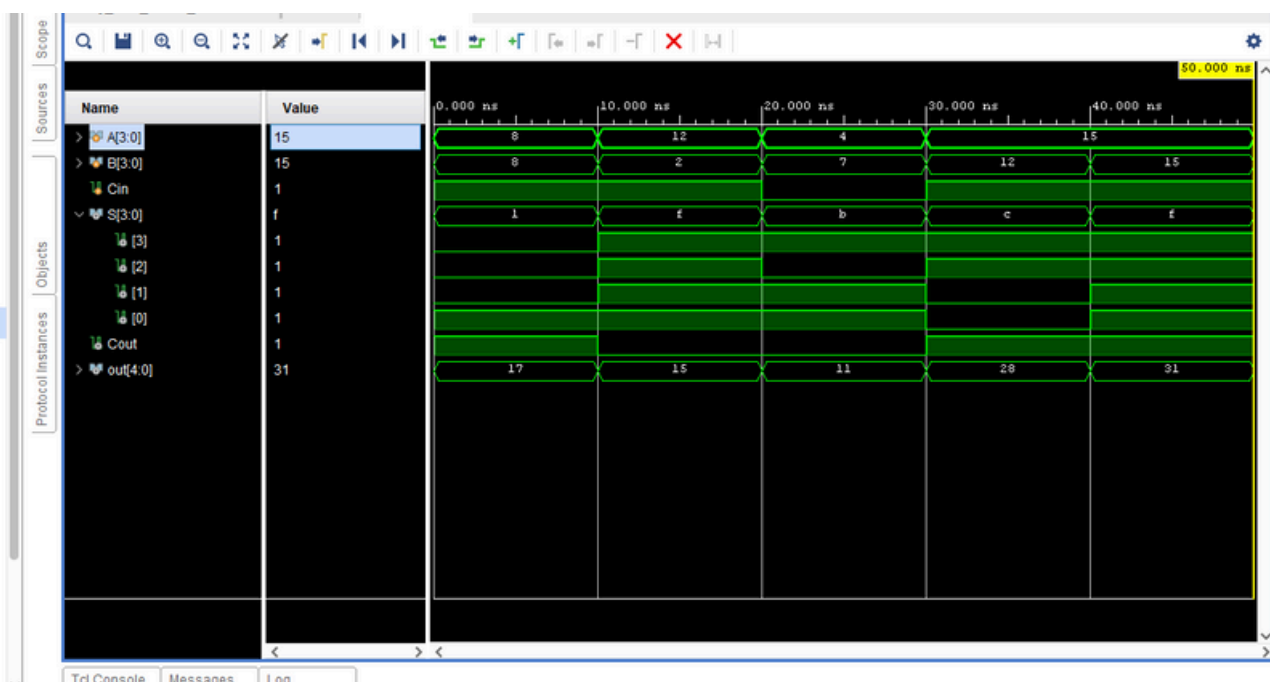 Scope
Sources
Objects
Protocol Instances
50.000 ns
Name Value 0.000 ns 10.000 ns 20.000 ns 30.000 ns 40.000 ns
A[3:0] 15 8 12 4 15
B[3:0] 15 8 2 7 12 15
Cin 1
S[3:0] f 1 f b c f
[3] 1
[2] 1
[1] 1
[0] 1
Cout 1
out[4:0] 31 17 15 11 28 31
Tcl Console Messages Log